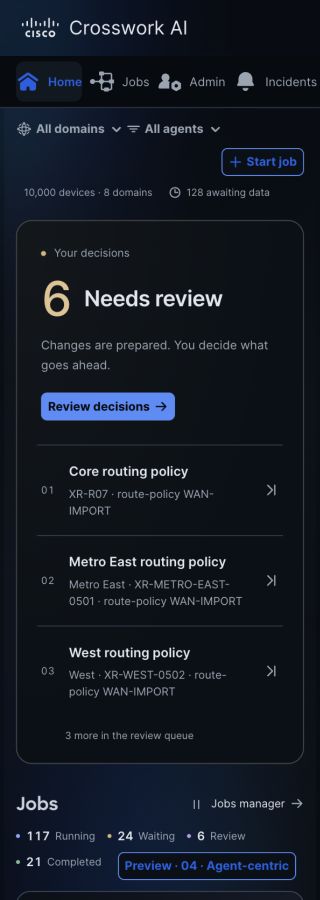 CISCO Crosswork AI
Home Jobs Admin Incidents
All domains All agents
+ Start job
10,000 devices · 8 domains 128 awaiting data
Your decisions
6 Needs review
Changes are prepared. You decide what
goes ahead.
Review decisions →
01 Core routing policy
XR-R07 · route-policy WAN-
IMPORT
02 Metro East routing policy
Metro East · XR-METRO-EAST-
0501 · route-policy WAN-IMPORT
03 West routing policy
West · XR-WEST-0502 · route-
policy WAN-IMPORT
3 more in the review queue
Jobs Jobs manager →
• 117 Running • 24 Waiting • 6 Review
• 21 Completed
Preview · 04 · Agent-centric